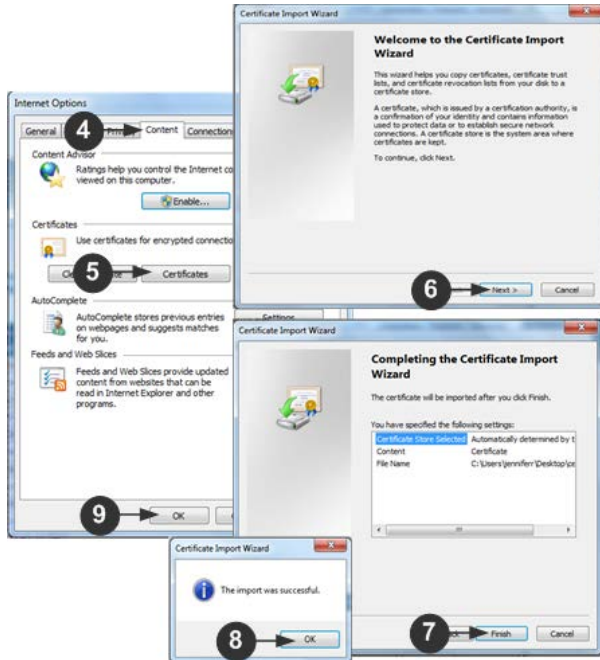 Certificate Import Wizard
Welcome to the Certificate Import
Wizard
This wizard helps you copy certificates, certificate trust
lists, and certificate revocation lists from your disk to a
certificate store.
A certificate, which is issued by a certification authority, is
a confirmation of your identity and contains information
used to protect data or to establish secure network
connections. A certificate store is the system area where
certificates are kept.
To continue, click Next.
6
Next >
Cancel
Internet Options
General
4
Content
Connection
Content Advisor
Ratings help you control the Internet co
viewed on this computer.
Enable...
Certificates
Use certificates for encrypted connectio
5
Certificates
AutoComplete
AutoComplete stores previous entries
on webpages and suggests matches
for you.
Settings
Feeds and Web Slices
Feeds and Web Slices provide updated
content from websites that can be
read in Internet Explorer and other
programs.
9
OK
Certificate Import Wizard
Completing the Certificate Import
Wizard
The certificate will be imported after you click Finish.
You have specified the following settings:
Certificate Store Selected Automatically determined by t
Content Certificate
File Name C:\Users\jenniferr\Desktop\ce
7
Finish
Cancel
Certificate Import Wizard
The import was successful.
8
OK